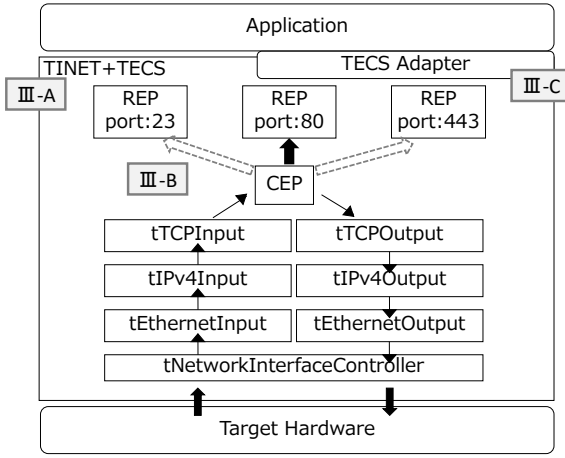 Application
TINET+TECS
TECS Adapter
Ⅲ-A
Ⅲ-C
REP
port:23
REP
port:80
REP
port:443
Ⅲ-B
CEP
tTCPInput
tTCPOutput
tIPv4Input
tIPv4Output
tEthernetInput
tEthernetOutput
tNetworkInterfaceController
Target Hardware